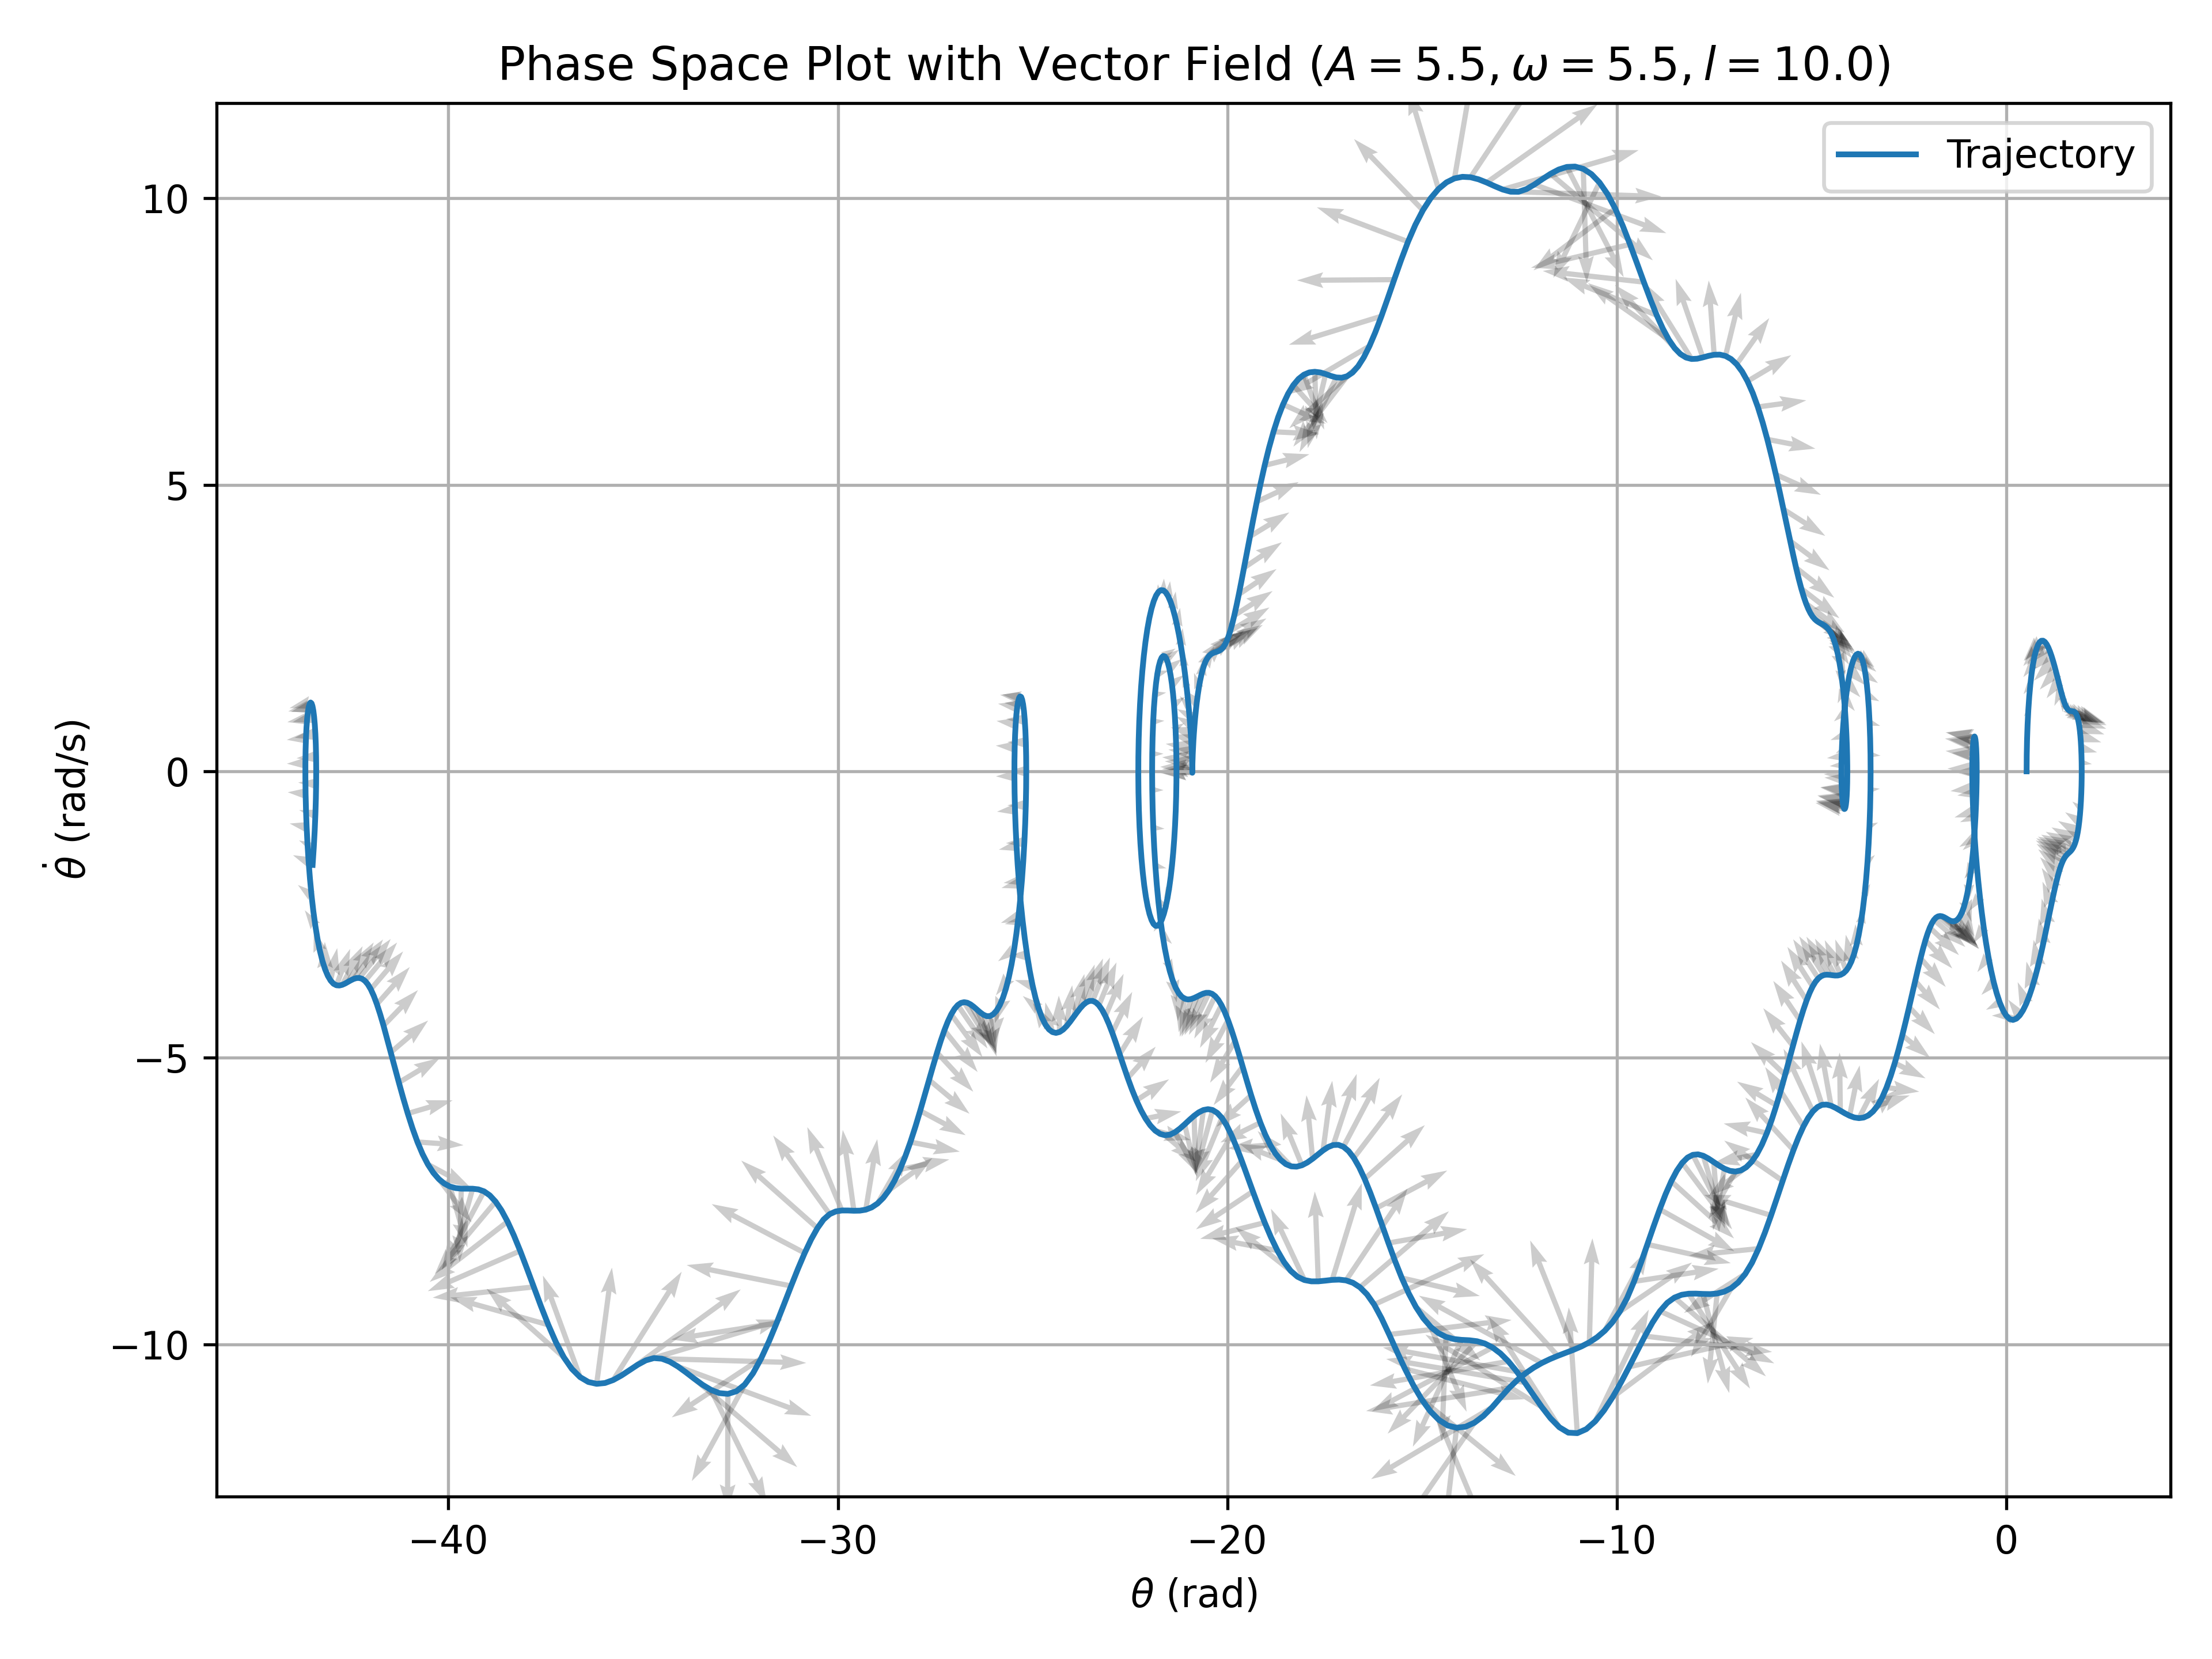 Phase Space Plot with Vector Field (A = 5.5, ω = 5.5, l = 10.0)
Trajectory
10
5
0
−5
−10
θ̇ (rad/s)
−40 −30 −20 −10 0
θ (rad)